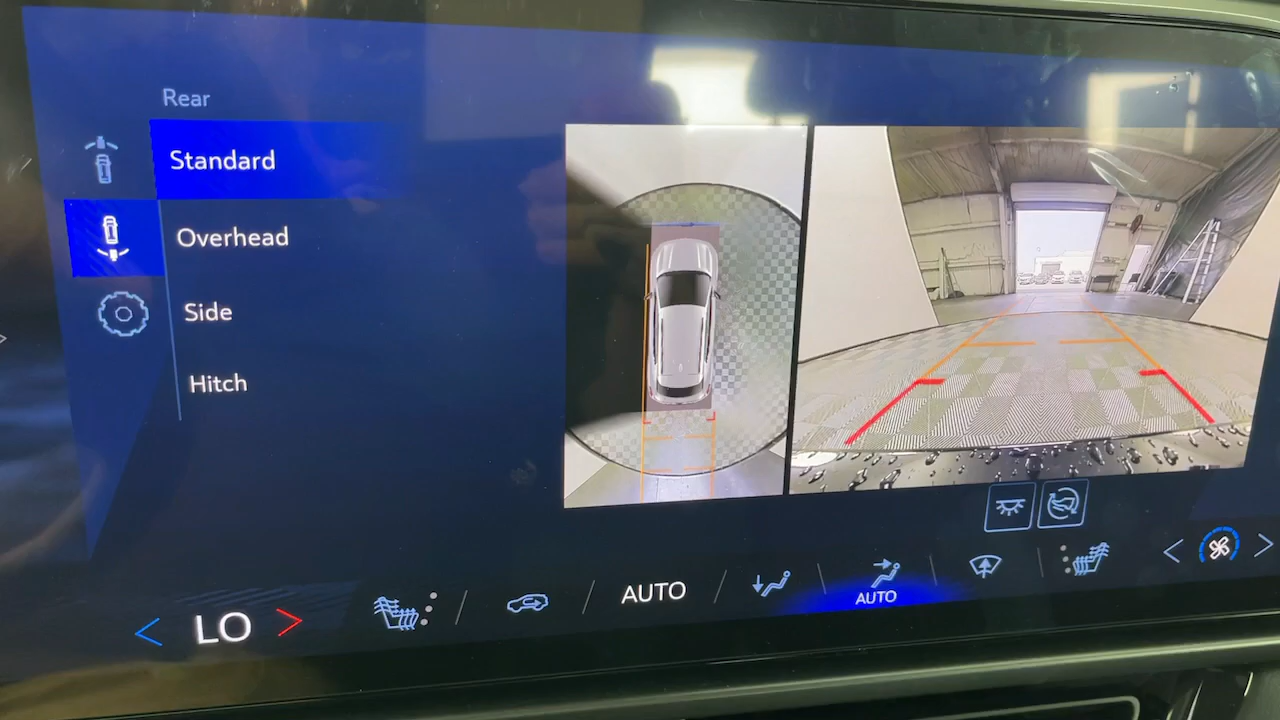 Rear
Standard
Overhead
Side
Hitch
LO
AUTO
AUTO